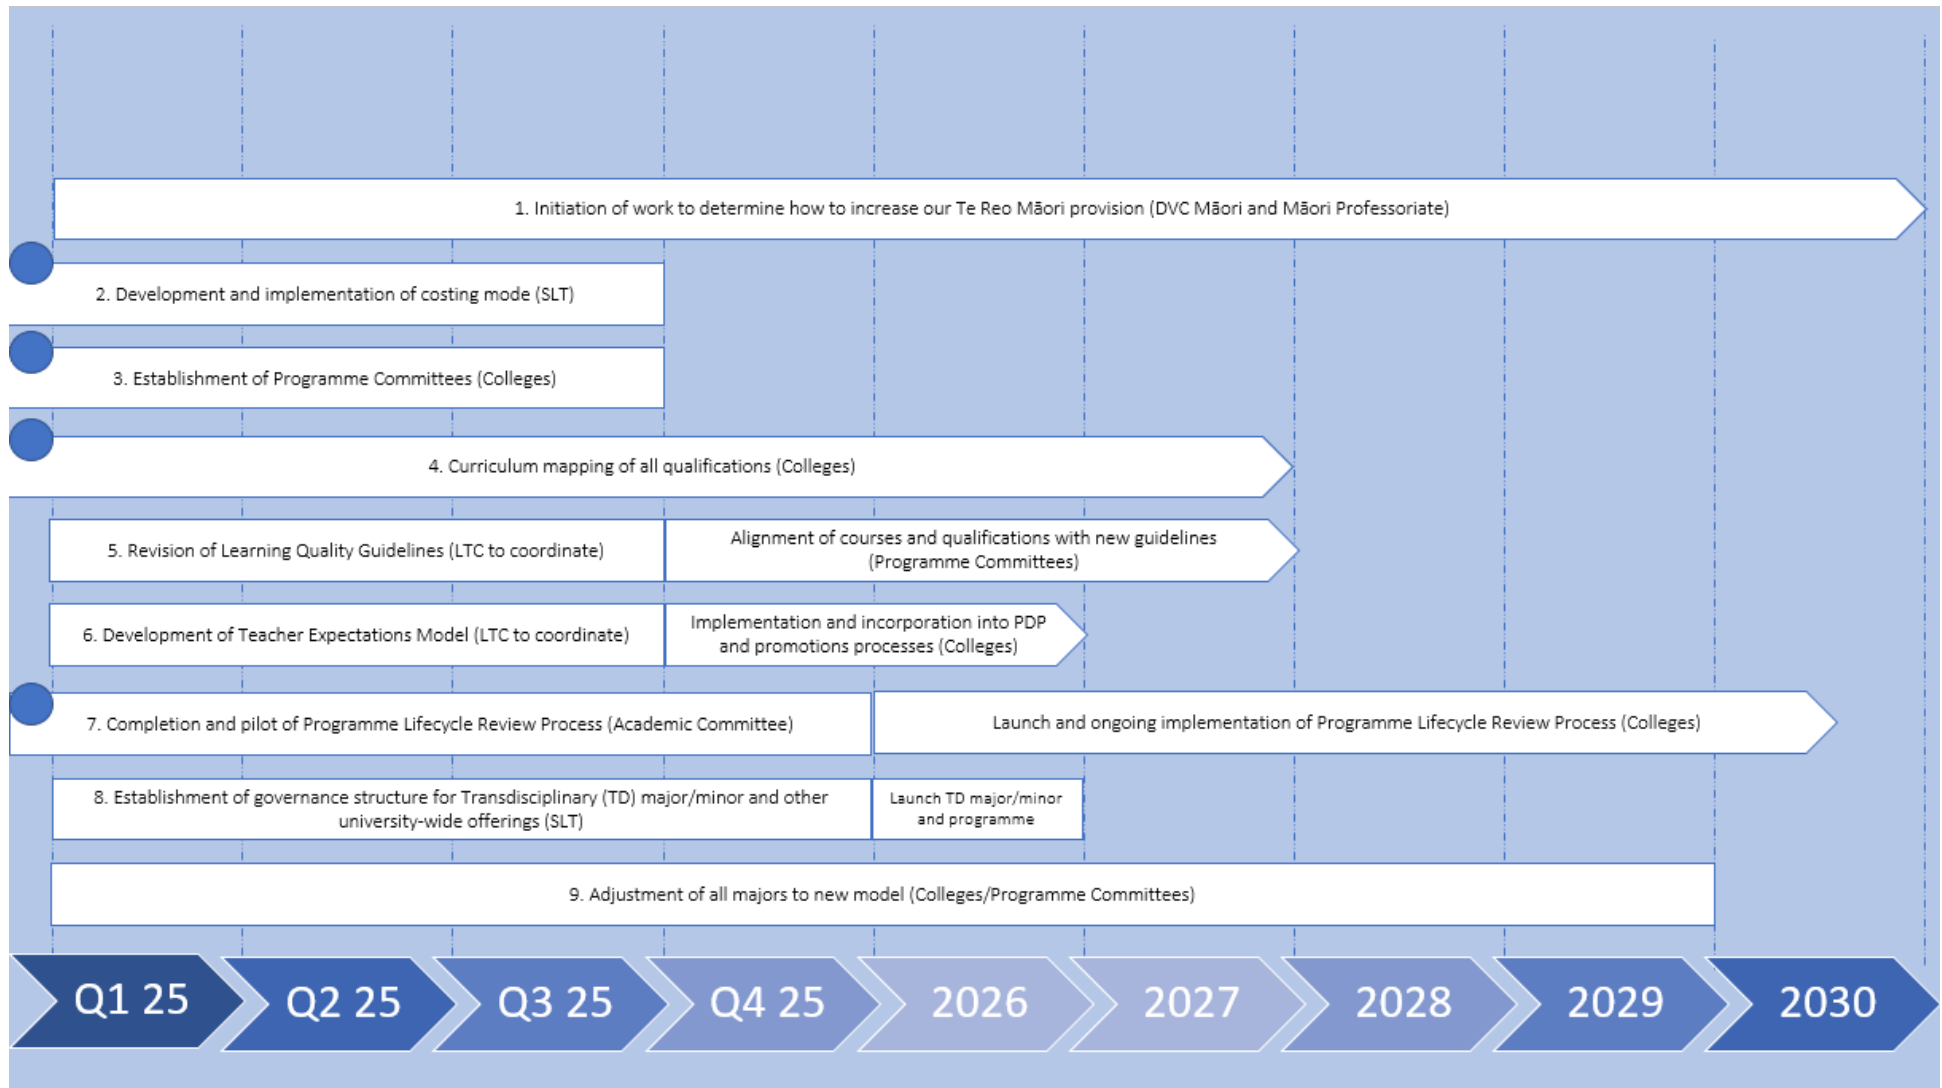 1. Initiation of work to determine how to increase our Te Reo Māori provision (DVC Māori and Māori Professoriate)
2. Development and implementation of costing mode (SLT)
3. Establishment of Programme Committees (Colleges)
4. Curriculum mapping of all qualifications (Colleges)
5. Revision of Learning Quality Guidelines (LTC to coordinate)
Alignment of courses and qualifications with new guidelines
(Programme Committees)
6. Development of Teacher Expectations Model (LTC to coordinate)
Implementation and incorporation into PDP
and promotions processes (Colleges)
7. Completion and pilot of Programme Lifecycle Review Process (Academic Committee)
Launch and ongoing implementation of Programme Lifecycle Review Process (Colleges)
8. Establishment of governance structure for Transdisciplinary (TD) major/minor and other
university-wide offerings (SLT)
Launch TD major/minor
and programme
9. Adjustment of all majors to new model (Colleges/Programme Committees)
Q1 25
Q2 25
Q3 25
Q4 25
2026
2027
2028
2029
2030